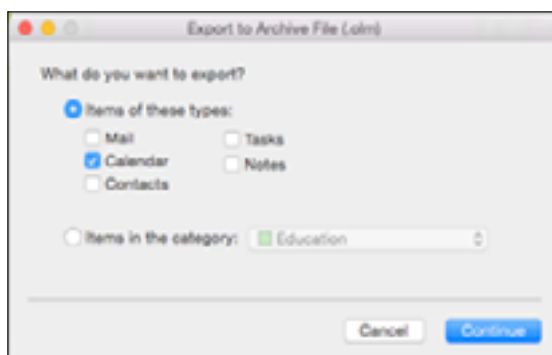 Export to Archive File (.olm)
What do you want to export?
Items of these types:
Mail
Tasks
Calendar
Notes
Contacts
Items in the category:
Education
Cancel
Continue